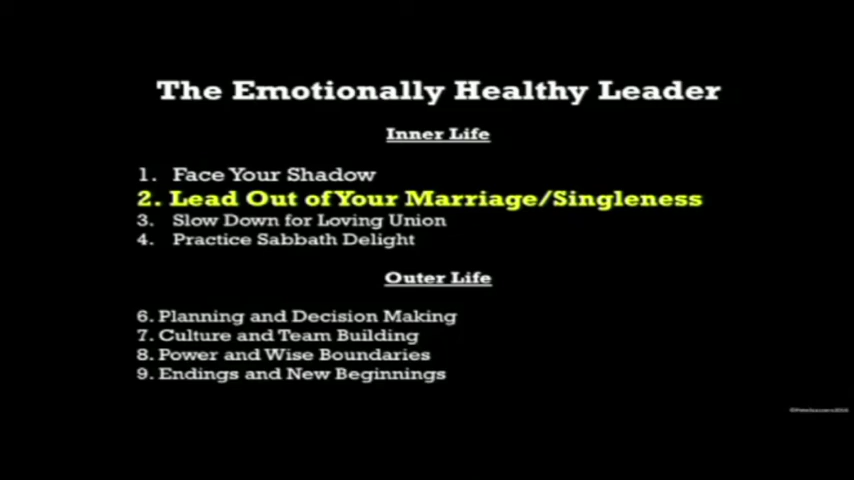 The Emotionally Healthy Leader
Inner Life
1. Face Your Shadow
2. Lead Out of Your Marriage/Singleness
3. Slow Down for Loving Union
4. Practice Sabbath Delight
Outer Life
6. Planning and Decision Making
7. Culture and Team Building
8. Power and Wise Boundaries
9. Endings and New Beginnings